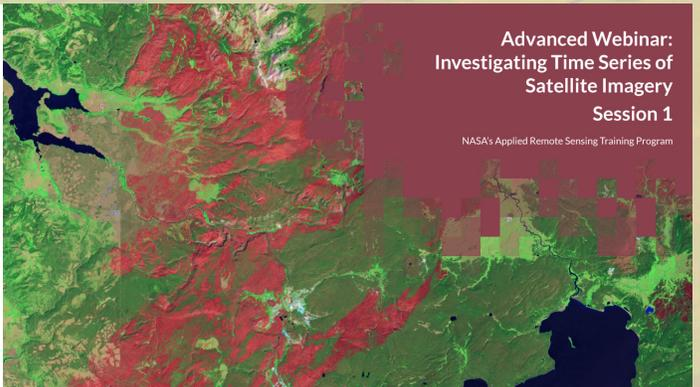 Advanced Webinar:
Investigating Time Series of
Satellite Imagery
Session 1
NASA's Applied Remote Sensing Training Program